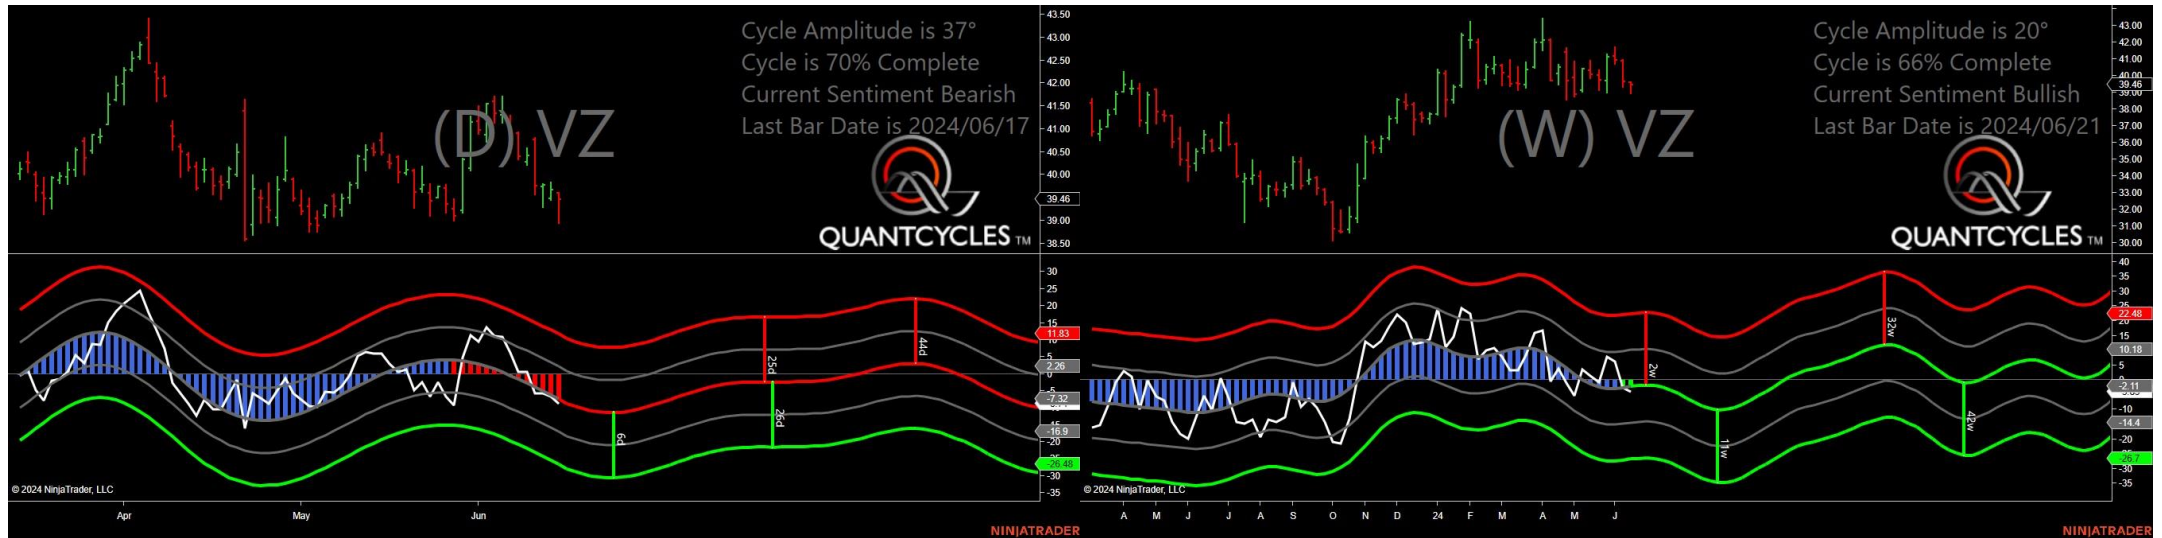 Cycle Amplitude is 37°
Cycle is 70% Complete
Current Sentiment Bearish
Last Bar Date is 2024/06/17
(D) VZ
QUANTCYCLES TM
43.50
43.00
42.50
42.00
41.50
41.00
40.50
40.00
39.46
39.00
38.50
30
25
20
15
11.83
5
2.26
0
-5
-7.32
-16.9
-20
-26.48
-30
-35
6d
25d
26d
44d
© 2024 NinjaTrader, LLC
Apr May Jun
NINJATRADER
Cycle Amplitude is 20°
Cycle is 66% Complete
Current Sentiment Bullish
Last Bar Date is 2024/06/21
(W) VZ
QUANTCYCLES TM
43.00
42.00
41.00
40.00
39.46
39.00
38.00
37.00
36.00
35.00
34.00
33.00
32.00
31.00
30.00
40
35
30
22.48
20
15
10.18
5
0
-2.11
-10
-14.4
-20
-26.7
-30
-35
2w
11w
32w
42w
© 2024 NinjaTrader, LLC
A M J J A S O N D 24 F M A M J
NINJATRADER